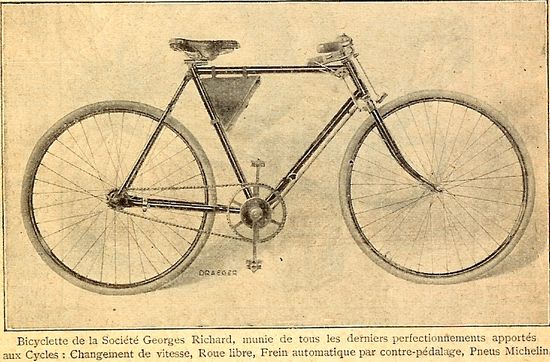 DRAEGER
Bicyclette de la Société Georges Richard, munie de tous les derniers perfectionnements apportés
aux Cycles : Changement de vitesse, Roue libre, Frein automatique par contre-pédalage, Pneus Michelin